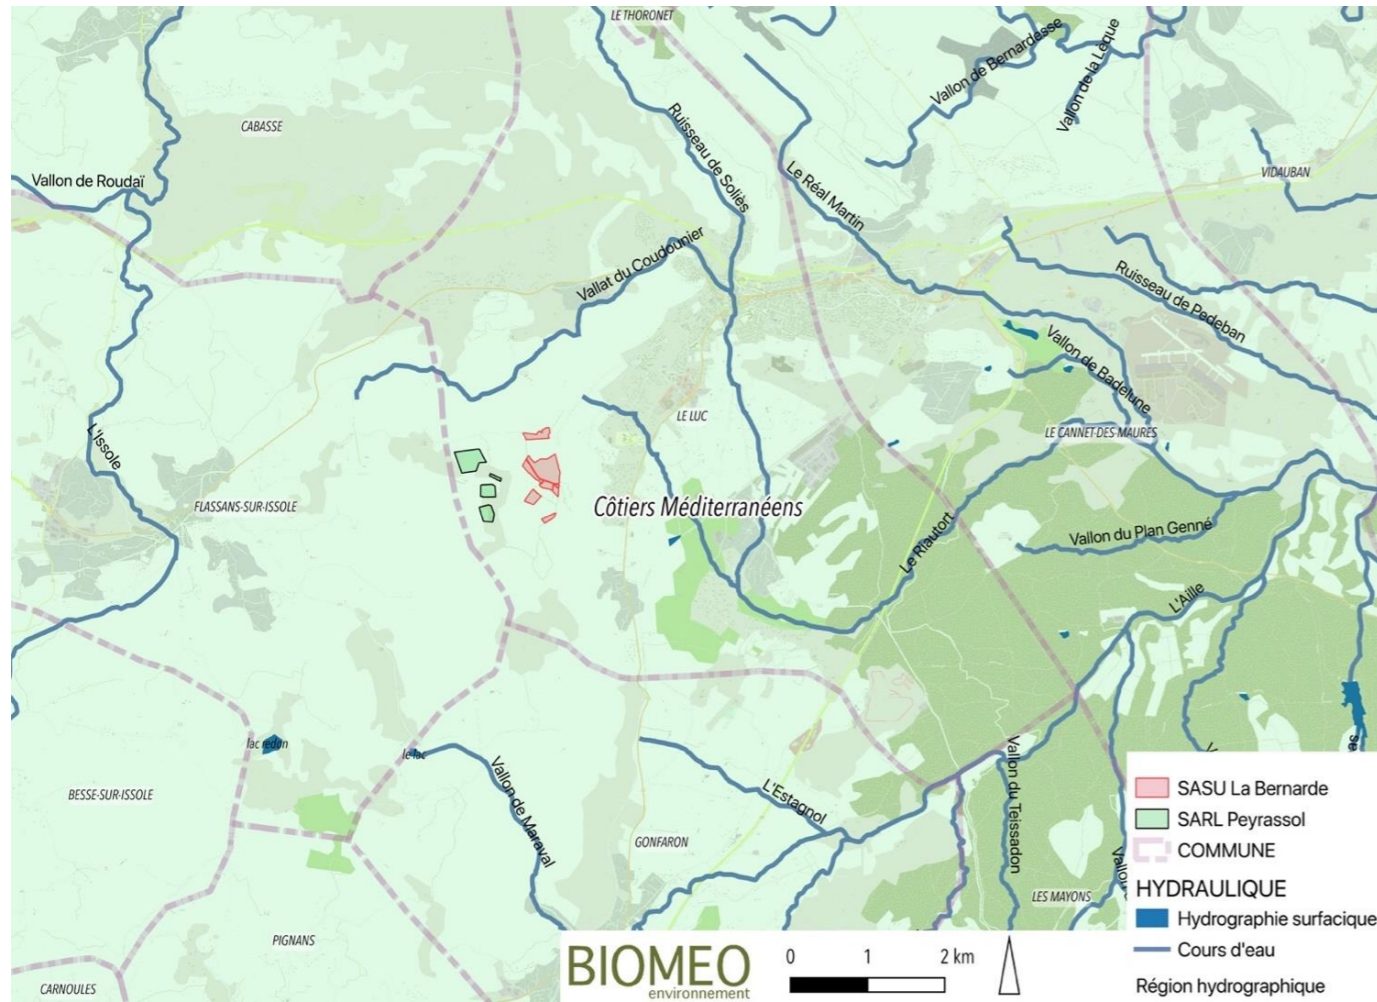 LE THORONET
Vallon de Bernardasse
Vallon de la Lèque
CABASSE
Ruisseau de Soliès
Vallon de Roudaï
Le Réal Martin
VIDAUBAN
Vallat du Coudounier
Ruisseau de Pedeban
Vallon de Badelune
LE LUC
LE CANNET-DES-MAURES
L'Issole
FLASSANS-SUR-ISSOLE
Côtiers Méditerranéens
Le Riautort
Vallon du Plan Genné
L'Aille
lac redon
le lac
BESSE-SUR-ISSOLE
Vallon de Maraval
L'Estagnol
Vallon du Teissadon
GONFARON
LES MAYONS
PIGNANS
CARNOULES
SASU La Bernarde
SARL Peyrassol
COMMUNE
HYDRAULIQUE
Hydrographie surfacique
Cours d'eau
Région hydrographique
BIOMEO
environnement
0 1 2 km